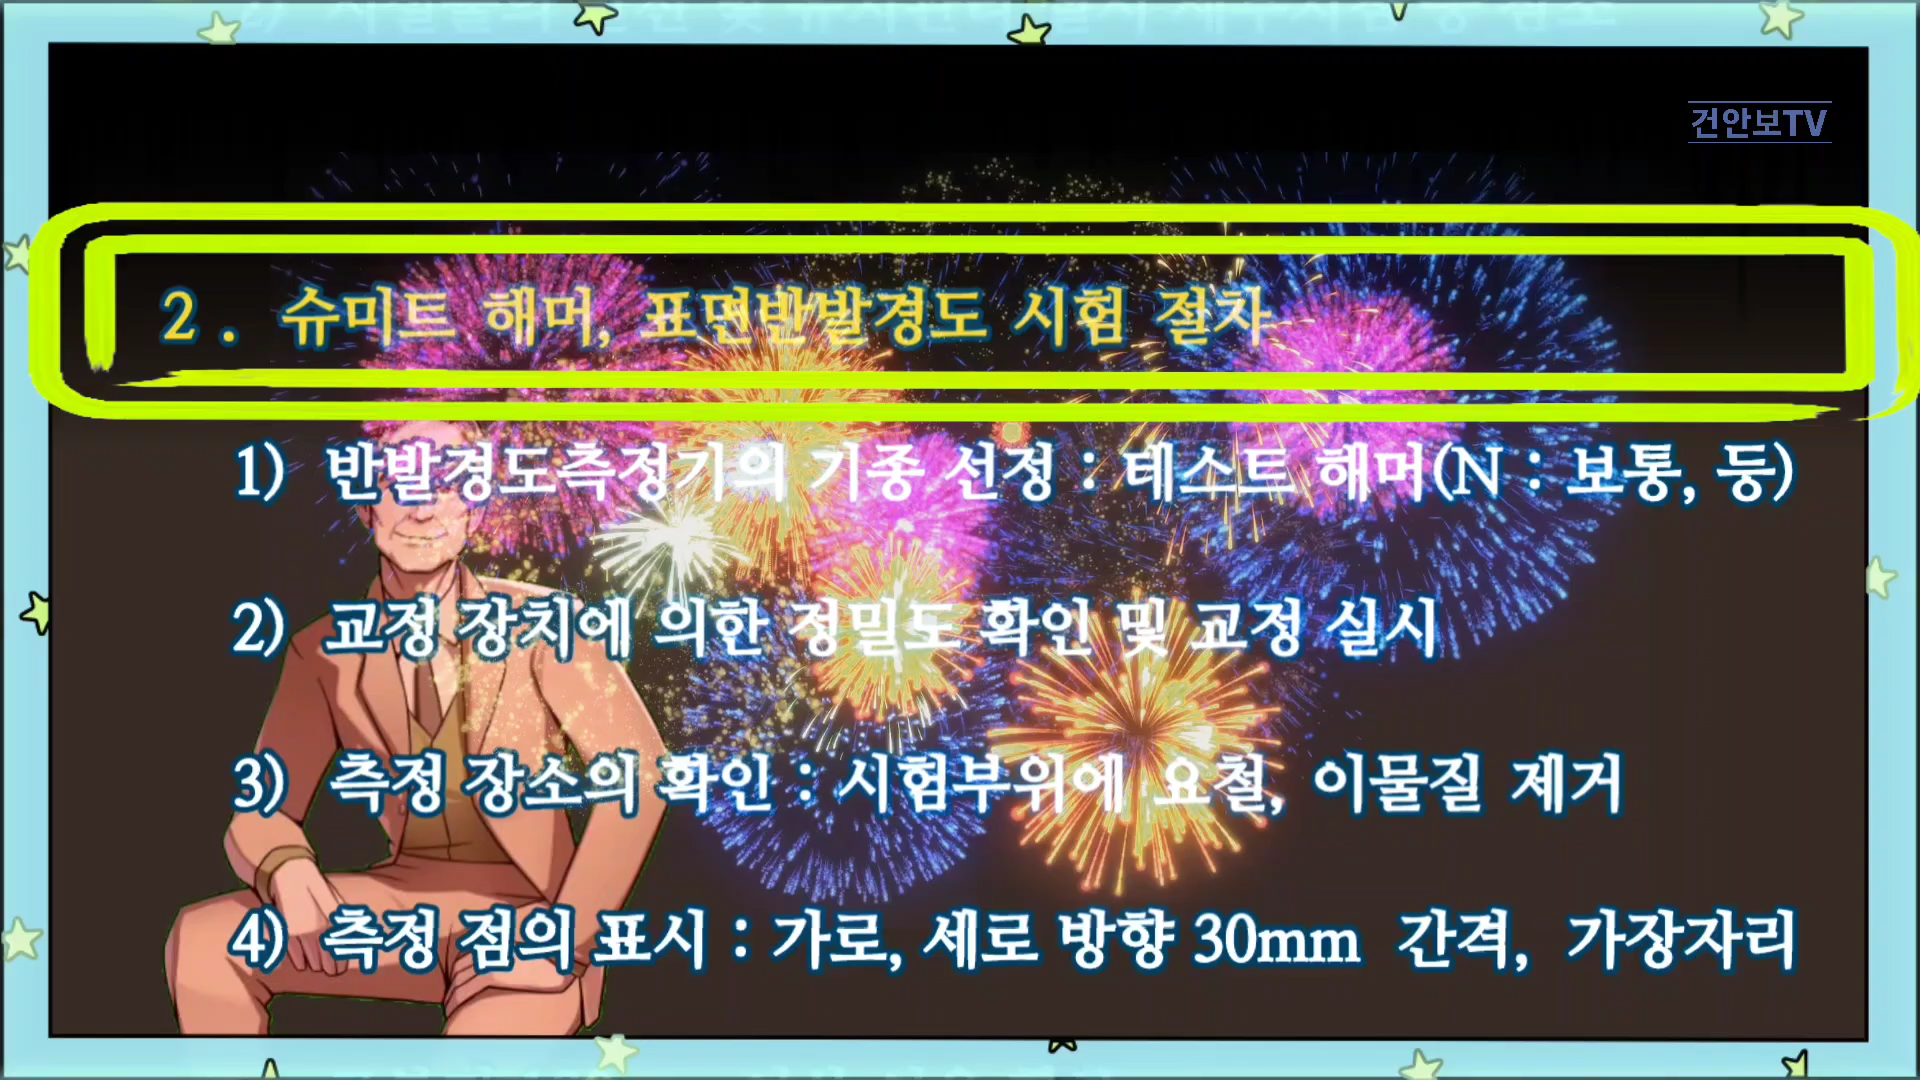 건안보TV
2. 슈미트 해머, 표면반발경도 시험 절차
1) 반발경도측정기의 기종 선정 : 테스트 해머(N : 보통, 등)
2) 교정 장치에 의한 정밀도 확인 및 교정 실시
3) 측정 장소의 확인 : 시험부위에 요철, 이물질 제거
4) 측정 점의 표시 : 가로, 세로 방향 30mm 간격, 가장자리